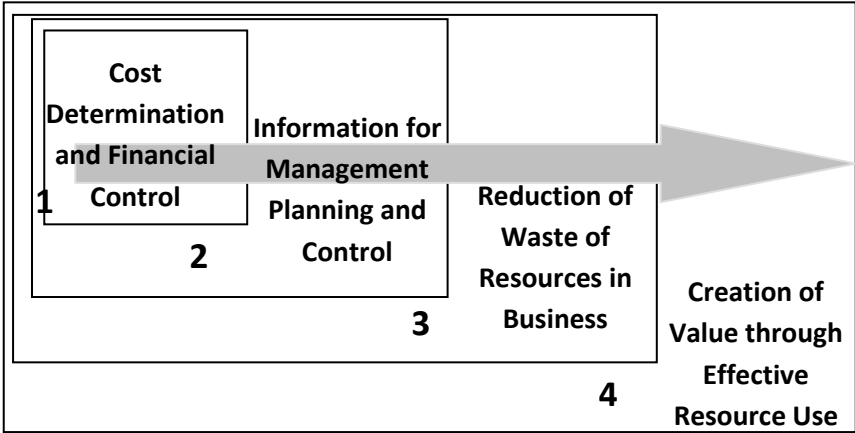 Cost
Determination
and Financial
Control
1
Information for
Management
Planning and
Control
2
Reduction of
Waste of
Resources in
Business
3
Creation of
Value through
Effective
Resource Use
4